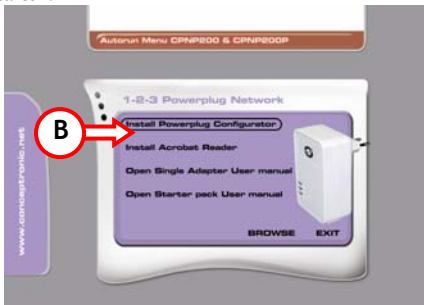 Autorun Menu CPNP200 & CPNP200P
1-2-3 Powerplug Network
B
Install Powerplug Configurator
Install Acrobat Reader
Open Single Adapter User manual
Open Starter pack User manual
BROWSE EXIT
www.conceptronic.net